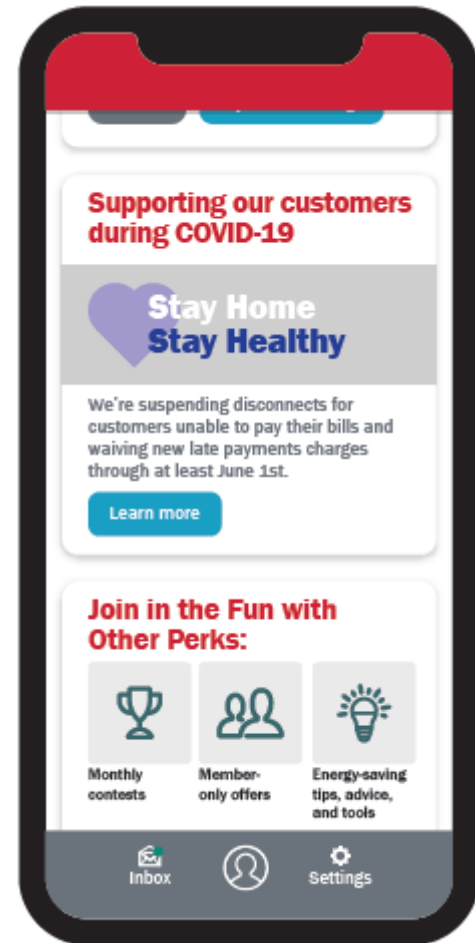 Supporting our customers
during COVID-19
Stay Home
Stay Healthy
We're suspending disconnects for
customers unable to pay their bills and
waiving new late payments charges
through at least June 1st.
Learn more
Join in the Fun with
Other Perks:
Monthly
contests
Member-
only offers
Energy-saving
tips, advice,
and tools
Inbox
Settings